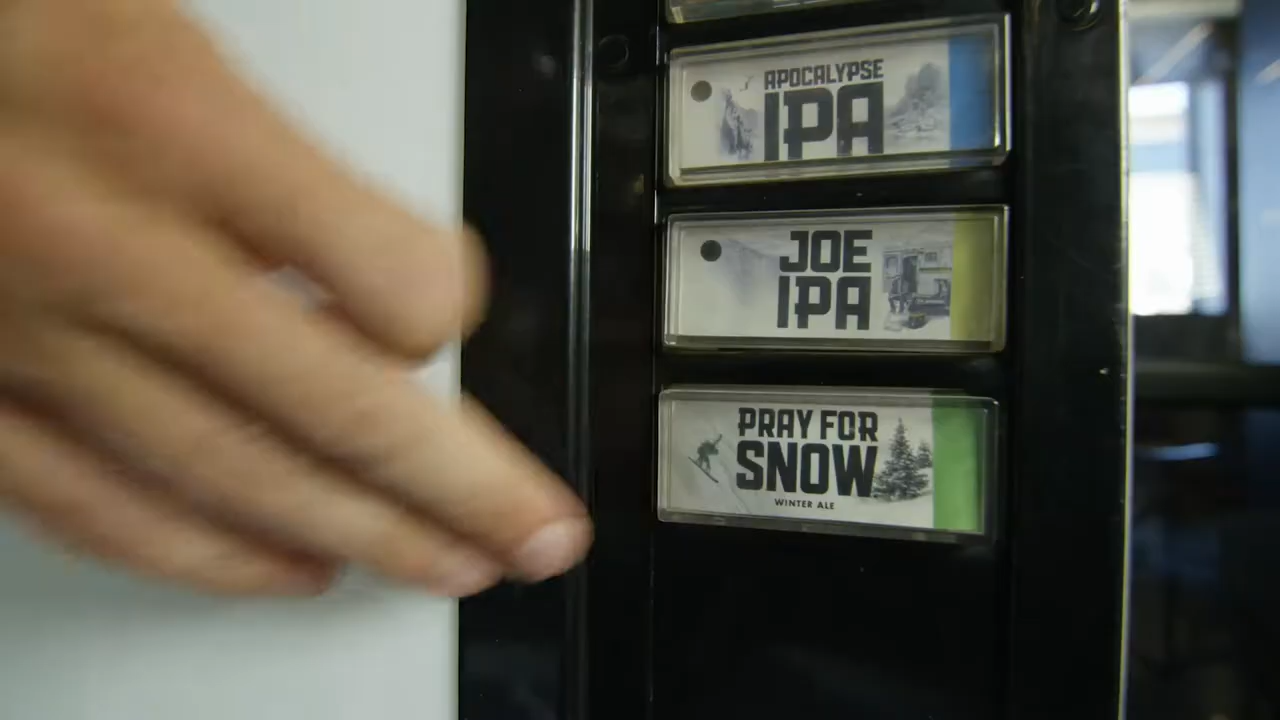 APOCALYPSE
IPA
JOE
IPA
PRAY FOR
SNOW
WINTER ALE